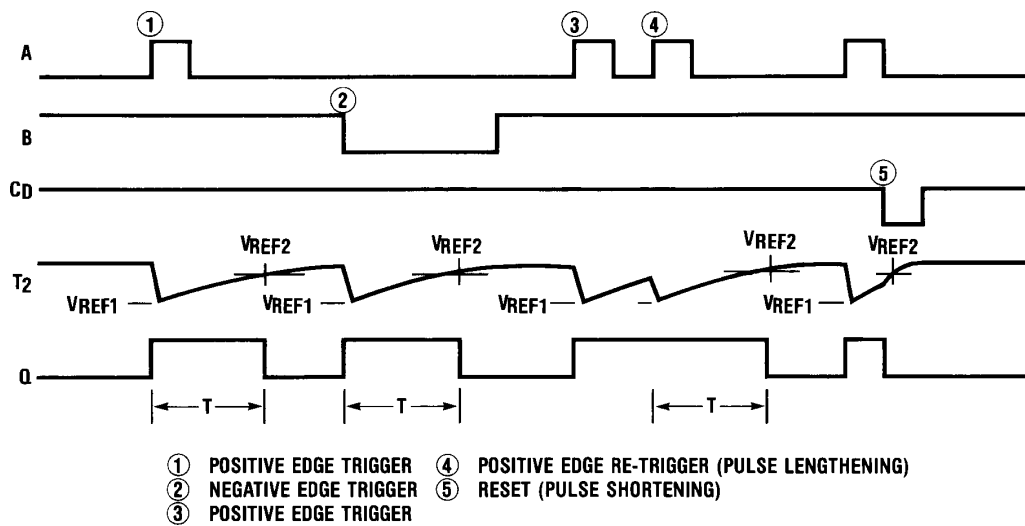 ① ③ ④
A
②
B
CD ⑤
VREF2 VREF2 VREF2 VREF2
T2
VREF1 VREF1 VREF1 VREF1
Q
T T T
① POSITIVE EDGE TRIGGER ④ POSITIVE EDGE RE-TRIGGER (PULSE LENGTHENING)
② NEGATIVE EDGE TRIGGER ⑤ RESET (PULSE SHORTENING)
③ POSITIVE EDGE TRIGGER